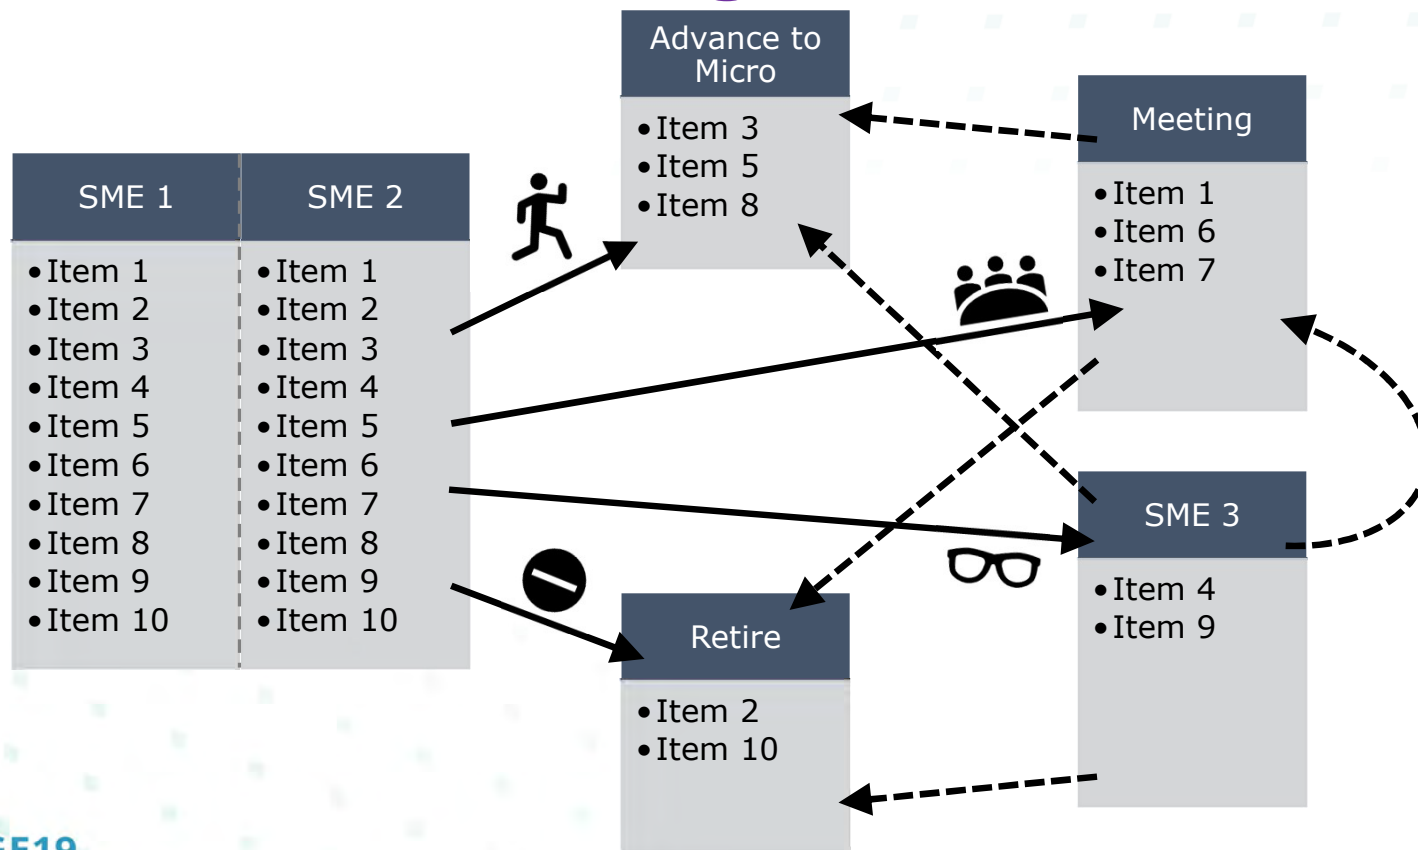 Advance to
Micro
• Item 3
• Item 5
• Item 8
Meeting
• Item 1
• Item 6
• Item 7
SME 1
• Item 1
• Item 2
• Item 3
• Item 4
• Item 5
• Item 6
• Item 7
• Item 8
• Item 9
• Item 10
SME 2
• Item 1
• Item 2
• Item 3
• Item 4
• Item 5
• Item 6
• Item 7
• Item 8
• Item 9
• Item 10
SME 3
• Item 4
• Item 9
Retire
• Item 2
• Item 10